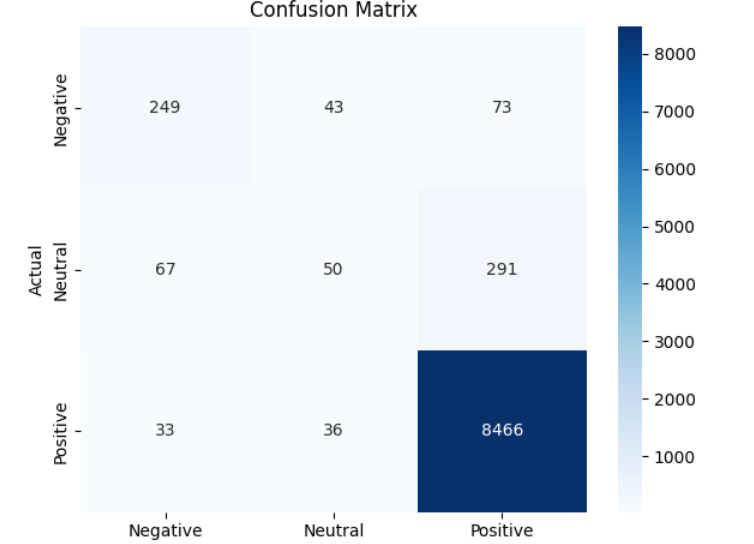 Confusion Matrix
Actual
Negative
249 43 73
Neutral
67 50 291
Positive
33 36 8466
Negative Neutral Positive
8000
7000
6000
5000
4000
3000
2000
1000